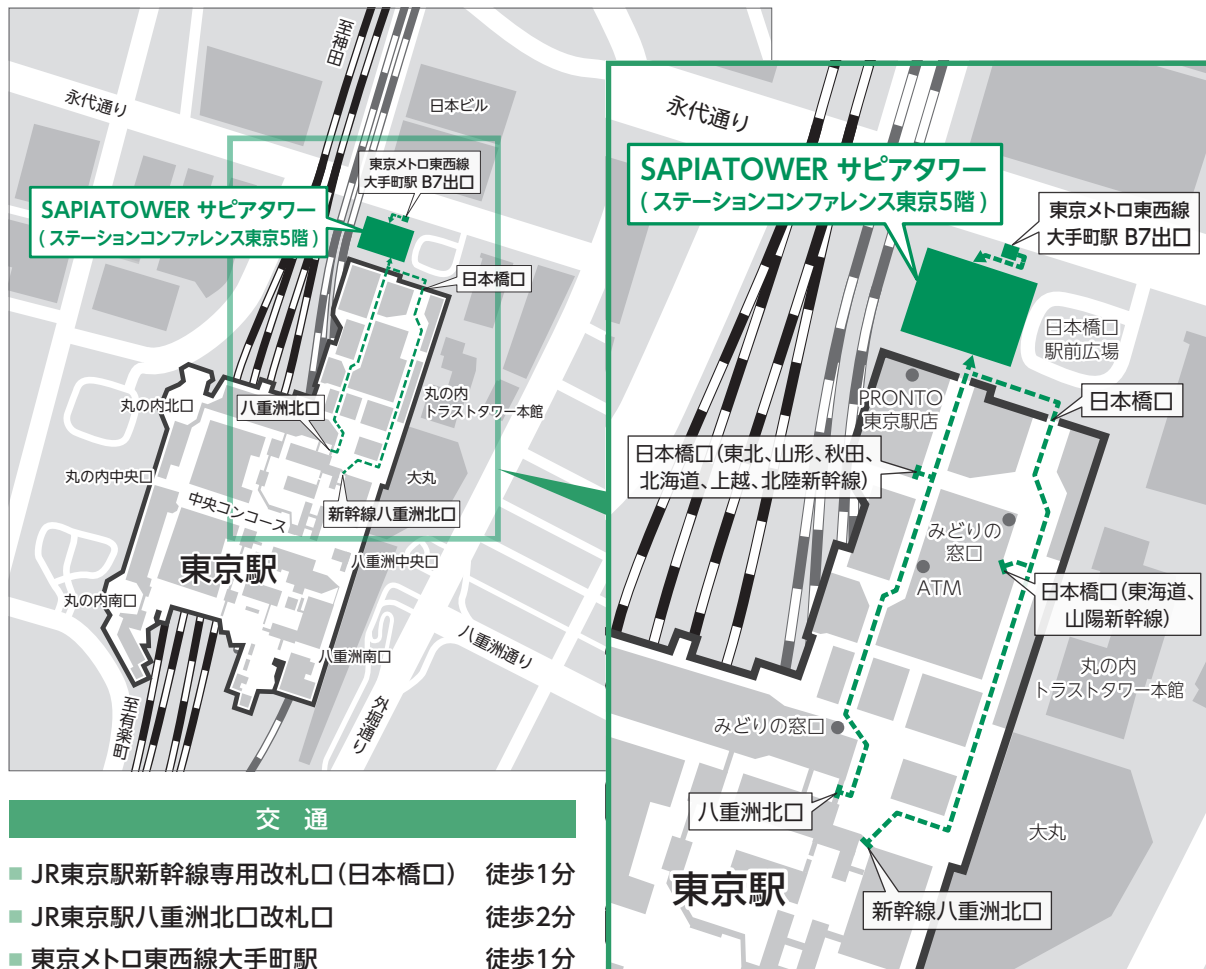 至神田
永代通り
日本ビル
東京メトロ東西線
大手町駅 B7出口
SAPIATOWER サピアタワー
(ステーションコンファレンス東京5階)
日本橋口
丸の内北口
八重洲北口
丸の内
トラストタワー本館
丸の内中央口
大丸
中央コンコース
新幹線八重洲北口
東京駅
八重洲中央口
丸の内南口
八重洲通り
八重洲南口
至有楽町
外堀通り
永代通り
SAPIATOWER サピアタワー
(ステーションコンファレンス東京5階)
東京メトロ東西線
大手町駅 B7出口
日本橋口
駅前広場
PRONTO
東京駅店
日本橋口
日本橋口(東北、山形、秋田、
北海道、上越、北陸新幹線)
みどりの
窓口
ATM
日本橋口(東海道、
山陽新幹線)
丸の内
トラストタワー本館
みどりの窓口
八重洲北口
大丸
東京駅
新幹線八重洲北口
交 通
■ JR東京駅新幹線専用改札口(日本橋口) 徒歩1分
■ JR東京駅八重洲北口改札口 徒歩2分
■ 東京メトロ東西線大手町駅 徒歩1分